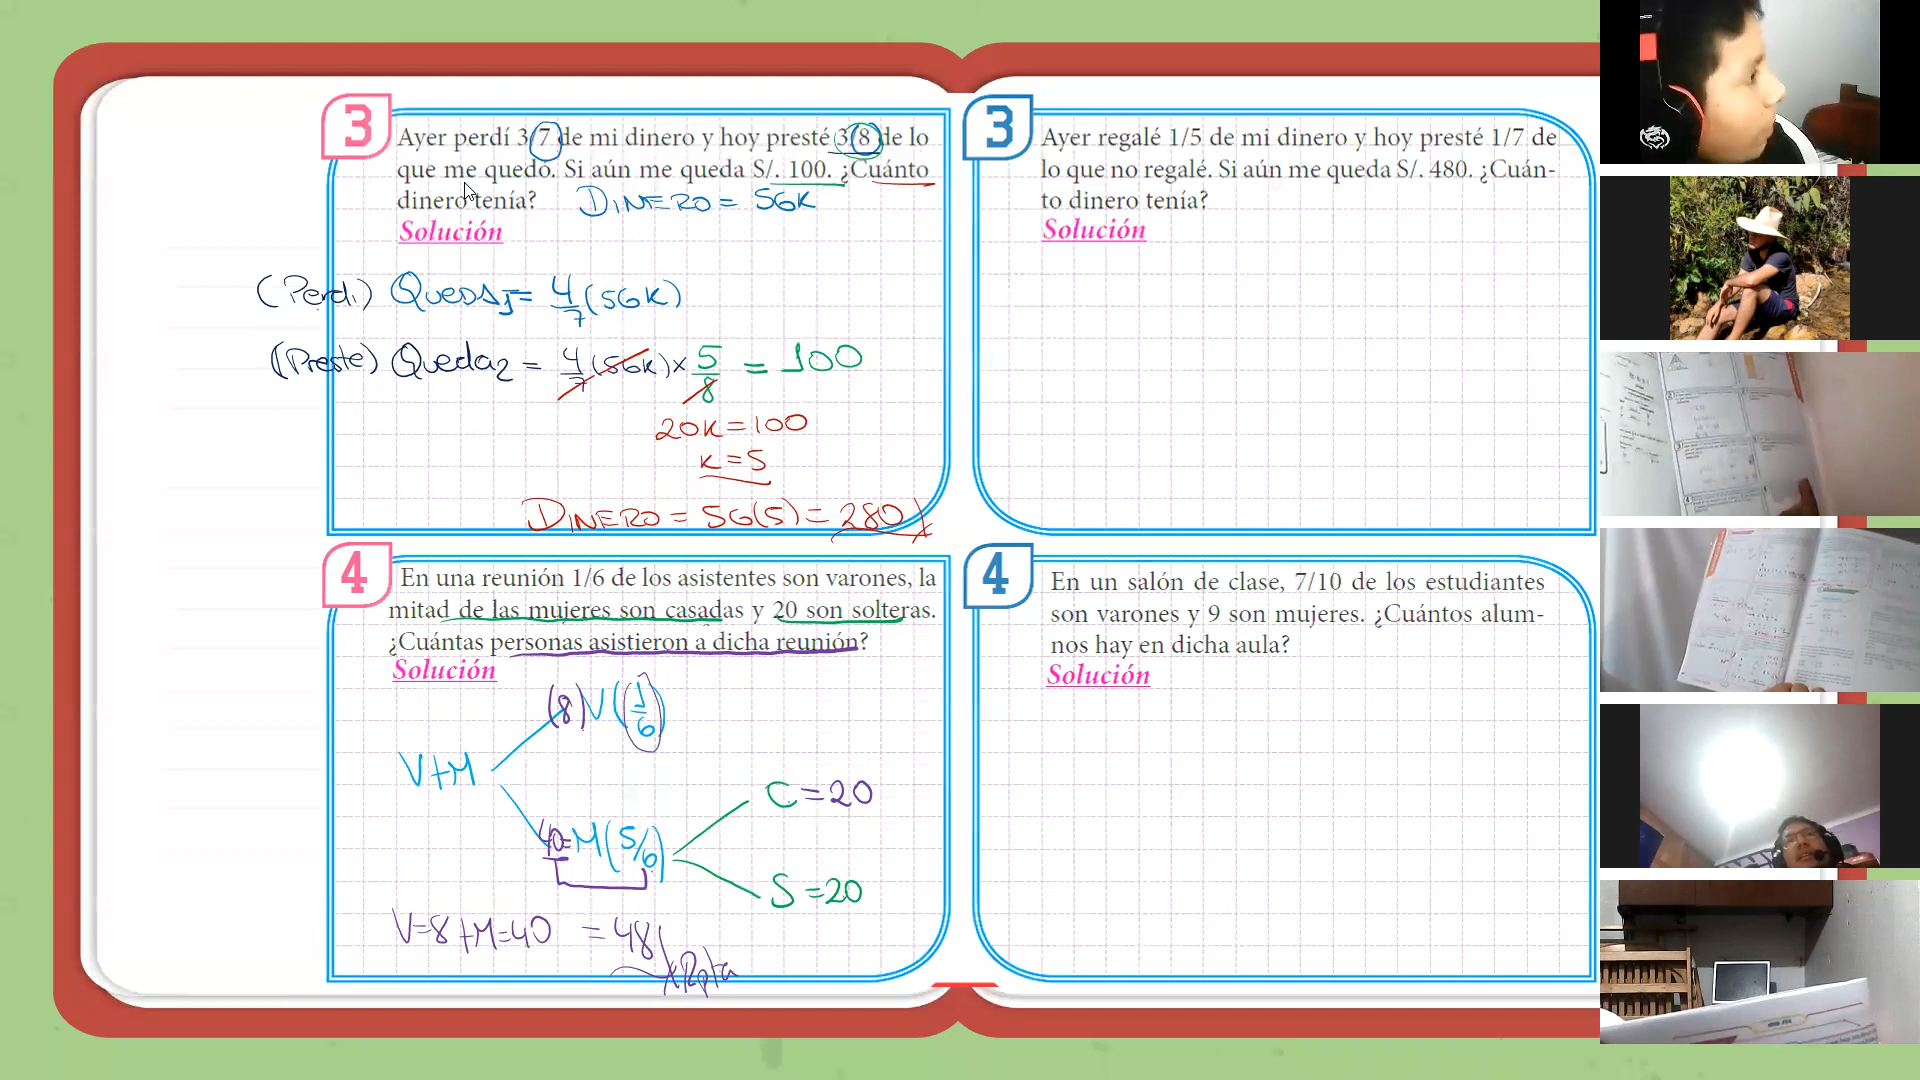 3
Ayer perdí 3/7 de mi dinero y hoy presté 3/8 de lo
que me quedo. Si aún me queda S/. 100. ¿Cuánto
dinero tenía?
DINERO = 56K
Solución
(Perdí) QUEDA1 = 4/7 (56K)
(Preste) Queda2 = 4/7 (56K) x 5/8 = 100
20K = 100
K = 5
DINERO = 56(5) = 280
4
En una reunión 1/6 de los asistentes son varones, la
mitad de las mujeres son casadas y 20 son solteras.
¿Cuántas personas asistieron a dicha reunión?
Solución
(8) V (1/6)
V+M
C = 20
40 = M (5/6)
S = 20
V=8 + M=40 = 48
Rpta
3
Ayer regalé 1/5 de mi dinero y hoy presté 1/7 de
lo que no regalé. Si aún me queda S/. 480. ¿Cuán-
to dinero tenía?
Solución
4
En un salón de clase, 7/10 de los estudiantes
son varones y 9 son mujeres. ¿Cuántos alum-
nos hay en dicha aula?
Solución